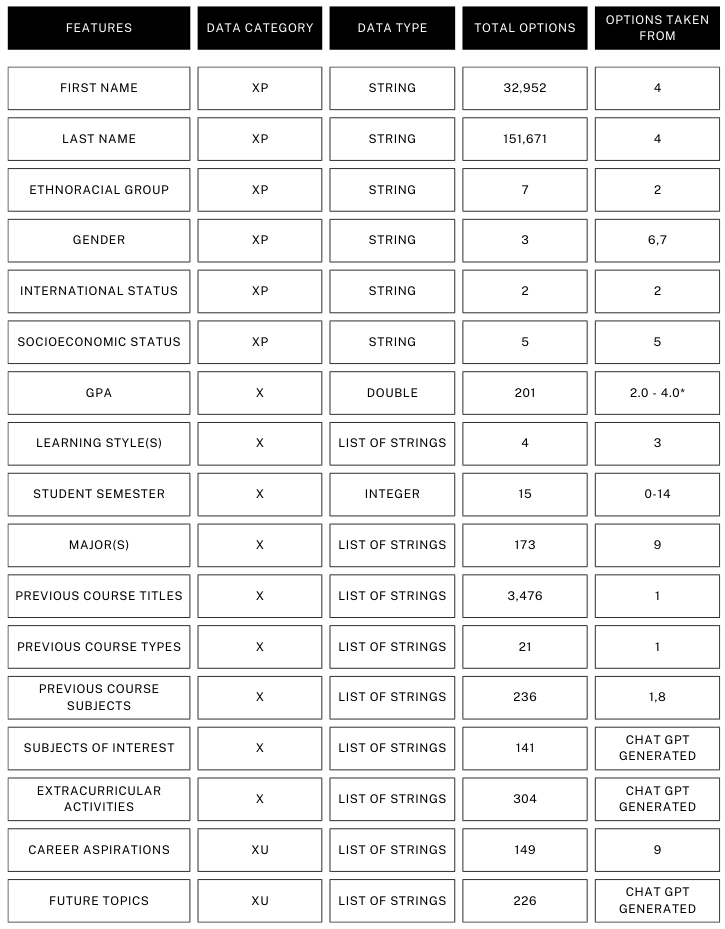 FEATURES DATA CATEGORY DATA TYPE TOTAL OPTIONS OPTIONS TAKEN
FROM
FIRST NAME XP STRING 32,952 4
LAST NAME XP STRING 151,671 4
ETHNORACIAL GROUP XP STRING 7 2
GENDER XP STRING 3 6,7
INTERNATIONAL STATUS XP STRING 2 2
SOCIOECONOMIC STATUS XP STRING 5 5
GPA X DOUBLE 201 2.0 - 4.0*
LEARNING STYLE(S) X LIST OF STRINGS 4 3
STUDENT SEMESTER X INTEGER 15 0-14
MAJOR(S) X LIST OF STRINGS 173 9
PREVIOUS COURSE TITLES X LIST OF STRINGS 3,476 1
PREVIOUS COURSE TYPES X LIST OF STRINGS 21 1
PREVIOUS COURSE
SUBJECTS X LIST OF STRINGS 236 1,8
SUBJECTS OF INTEREST X LIST OF STRINGS 141 CHAT GPT
GENERATED
EXTRACURRICULAR
ACTIVITIES X LIST OF STRINGS 304 CHAT GPT
GENERATED
CAREER ASPIRATIONS XU LIST OF STRINGS 149 9
FUTURE TOPICS XU LIST OF STRINGS 226 CHAT GPT
GENERATED